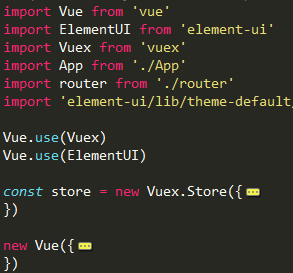 import Vue from 'vue'
import ElementUI from 'element-ui'
import Vuex from 'vuex'
import App from './App'
import router from './router'
import 'element-ui/lib/theme-default/
Vue.use(Vuex)
Vue.use(ElementUI)
const store = new Vuex.Store({
})
new Vue({
})